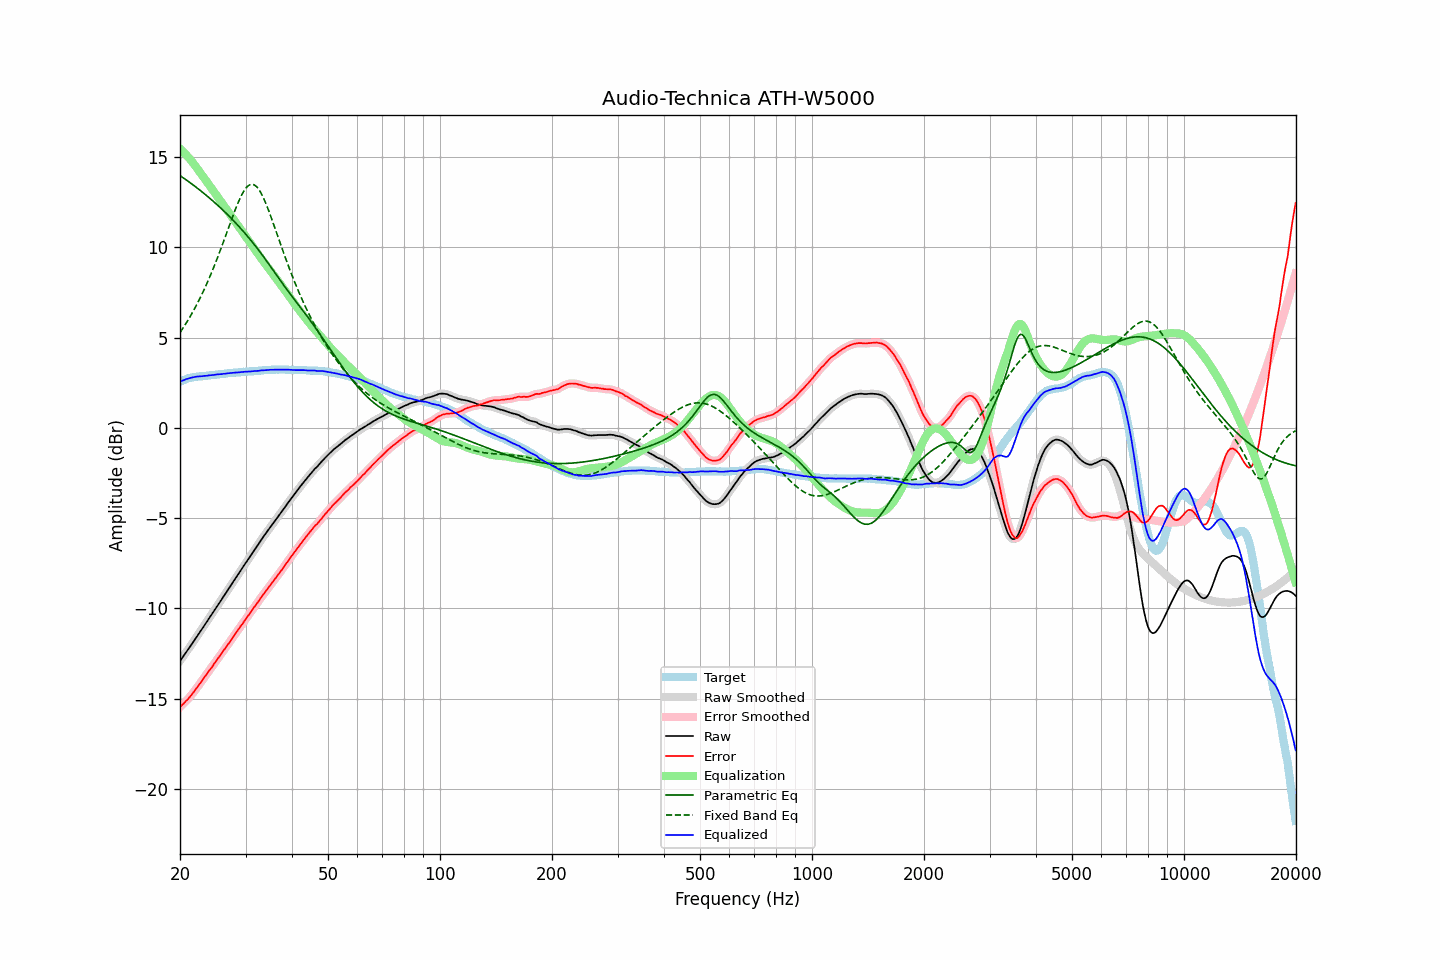 Audio-Technica ATH-W5000
Amplitude (dBr)
15
10
5
0
−5
−10
−15
−20
Target
Raw Smoothed
Error Smoothed
Raw
Error
Equalization
Parametric Eq
Fixed Band Eq
Equalized
20 50 100 200 500 1000 2000 5000 10000 20000
Frequency (Hz)